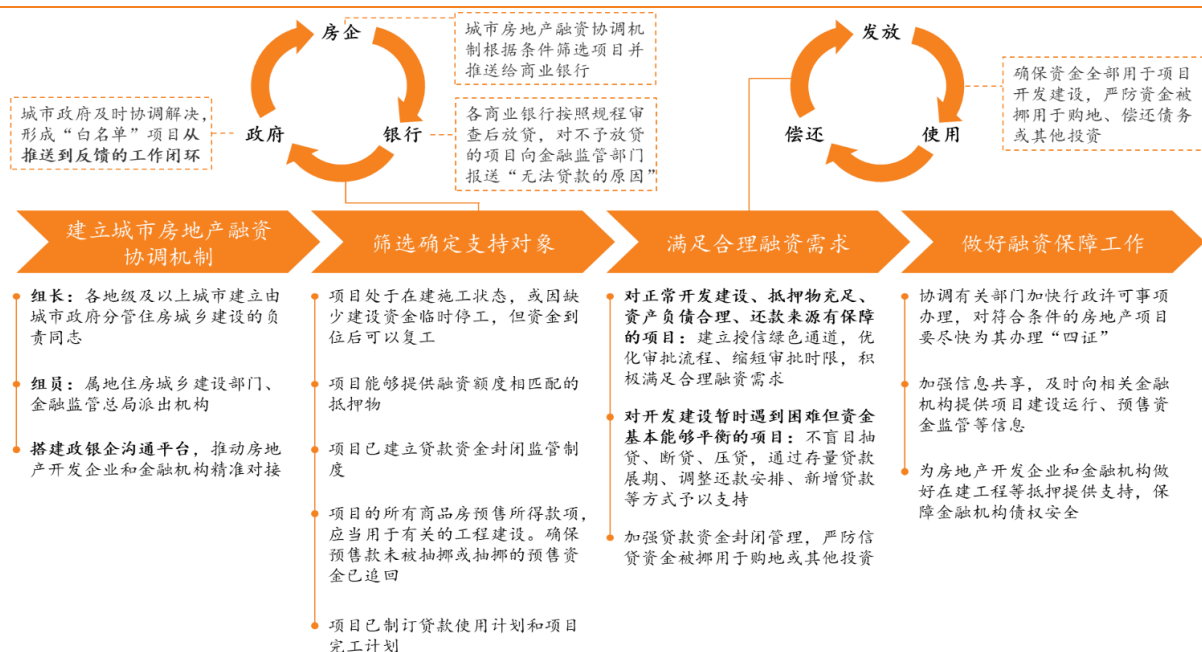 房企
城市房地产融资协调机
制根据条件筛选项目并
推送给商业银行
城市政府及时协调解决，
形成“白名单”项目从
推送到反馈的工作闭环
政府
银行
各商业银行按照规程审
查后放贷，对不予放贷
的项目向金融监管部门
报送“无法贷款的原因”
发放
确保资金全部用于项目
开发建设，严防资金被
挪用于购地、偿还债务
或其他投资
偿还
使用
建立城市房地产融资
协调机制
组长：各地级及以上城市建立由
城市政府分管住房城乡建设的负
责同志
组员：属地住房城乡建设部门、
金融监管总局派出机构
搭建政银企沟通平台，推动房地
产开发企业和金融机构精准对接
筛选确定支持对象
项目处于在建施工状态，或因缺
少建设资金临时停工，但资金到
位后可以复工
项目能够提供融资额度相匹配的
抵押物
项目已建立贷款资金封闭监管制
度
项目的所有商品房预售所得款项，
应当用于有关的工程建设。确保
预售款未被抽挪或抽挪的预售资
金已追回
项目已制订贷款使用计划和项目
完工计划
满足合理融资需求
对正常开发建设、抵押物充足、
资产负债合理、还款来源有保障
的项目：建立授信绿色通道，优
化审批流程、缩短审批时限，积
极满足合理融资需求
对开发建设暂时遇到困难但资金
基本能够平衡的项目：不盲目抽
贷、断贷、压贷，通过存量贷款
展期、调整还款安排、新增贷款
等方式予以支持
加强贷款资金封闭管理，严防信
贷资金被挪用于购地或其他投资
做好融资保障工作
协调有关部门加快行政许可事项
办理，对符合条件的房地产项目
要尽快为其办理“四证”
加强信息共享，及时向相关金融
机构提供项目建设运行、预售资
金监管等信息
为房地产开发企业和金融机构做
好在建工程等抵押提供支持，保
障金融机构债权安全